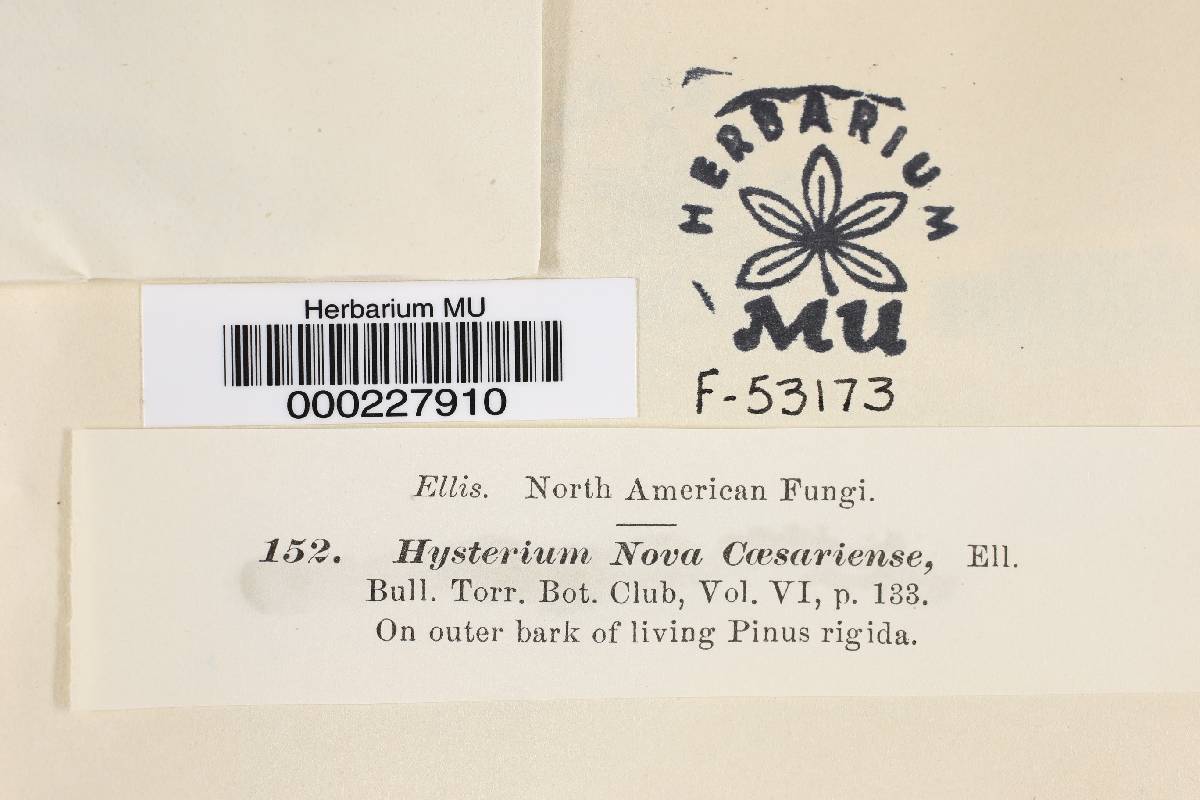 HERBARIUM
MU
Herbarium MU
000227910
F-53173
Ellis. North American Fungi.
152. Hysterium Nova Cæsariense, Ell.
Bull. Torr. Bot. Club, Vol. VI, p. 133.
On outer bark of living Pinus rigida.